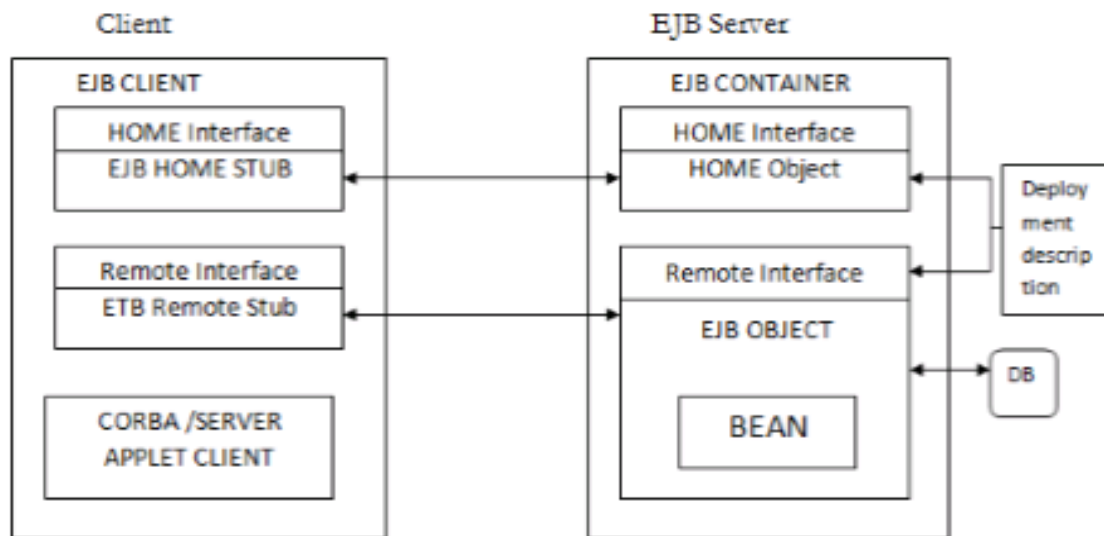 Client
EJB Server
EJB CLIENT
HOME Interface
EJB HOME STUB
Remote Interface
ETB Remote Stub
CORBA /SERVER
APPLET CLIENT
EJB CONTAINER
HOME Interface
HOME Object
Remote Interface
EJB OBJECT
BEAN
Deploy
ment
descrip
tion
DB